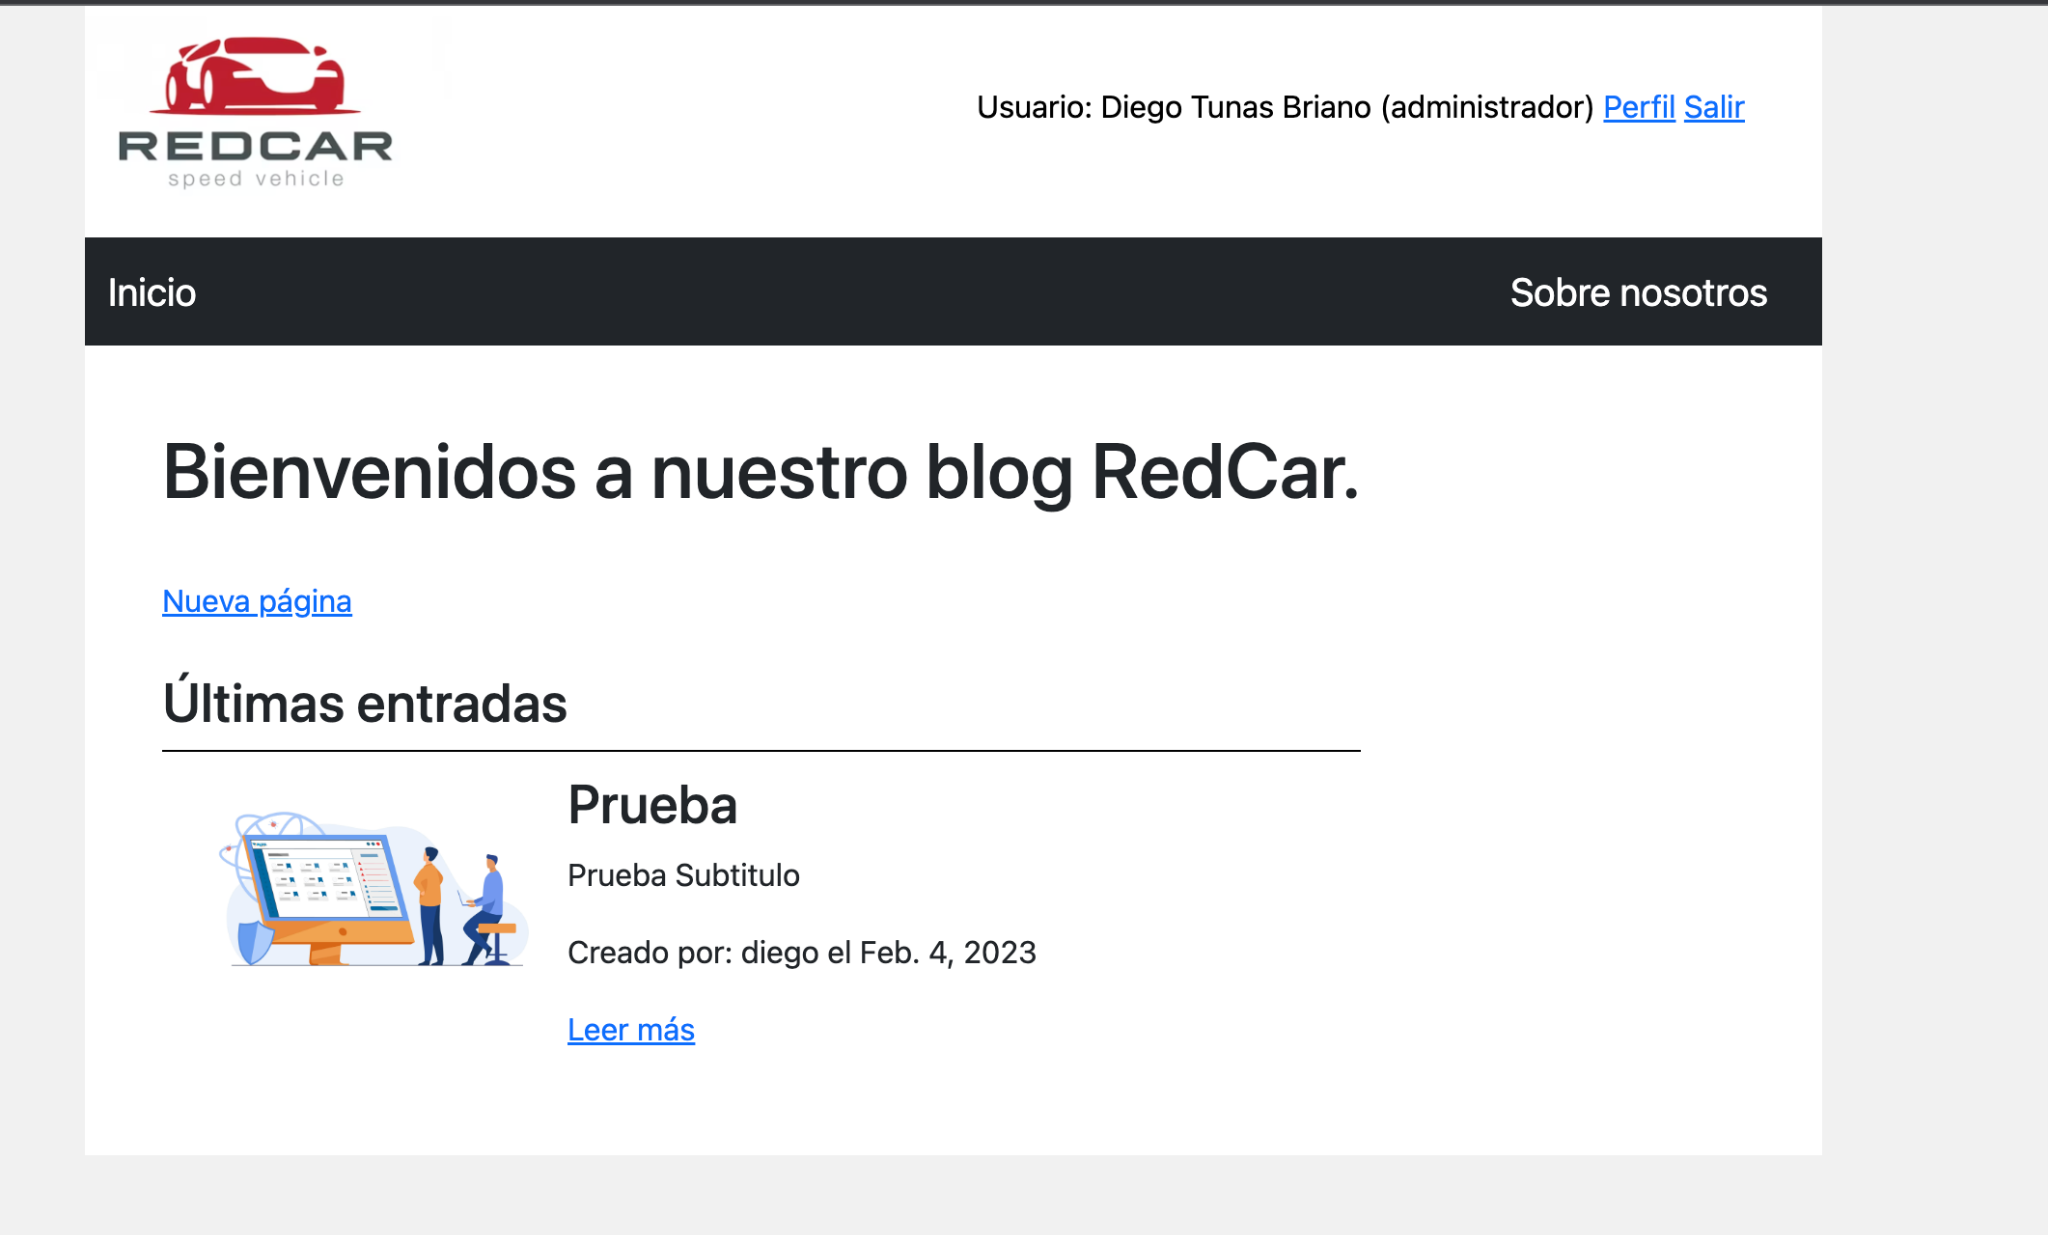 REDCAR
speed vehicle
Usuario: Diego Tunas Briano (administrador) Perfil Salir
Inicio
Sobre nosotros
Bienvenidos a nuestro blog RedCar.
Nueva página
Últimas entradas
Prueba
Prueba Subtitulo
Creado por: diego el Feb. 4, 2023
Leer más